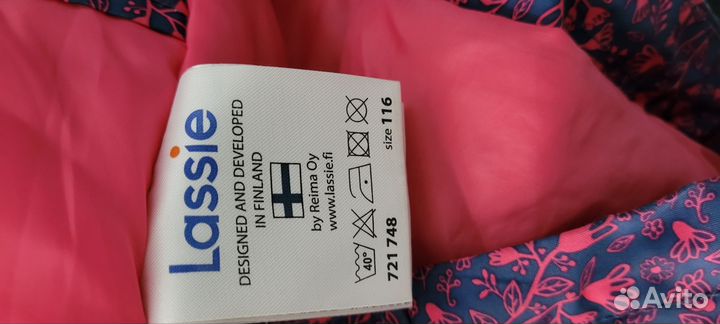 Lassie
DESIGNED AND DEVELOPED
IN FINLAND
by Reima Oy
www.lassie.fi
40°
721 748
size 116
Avito